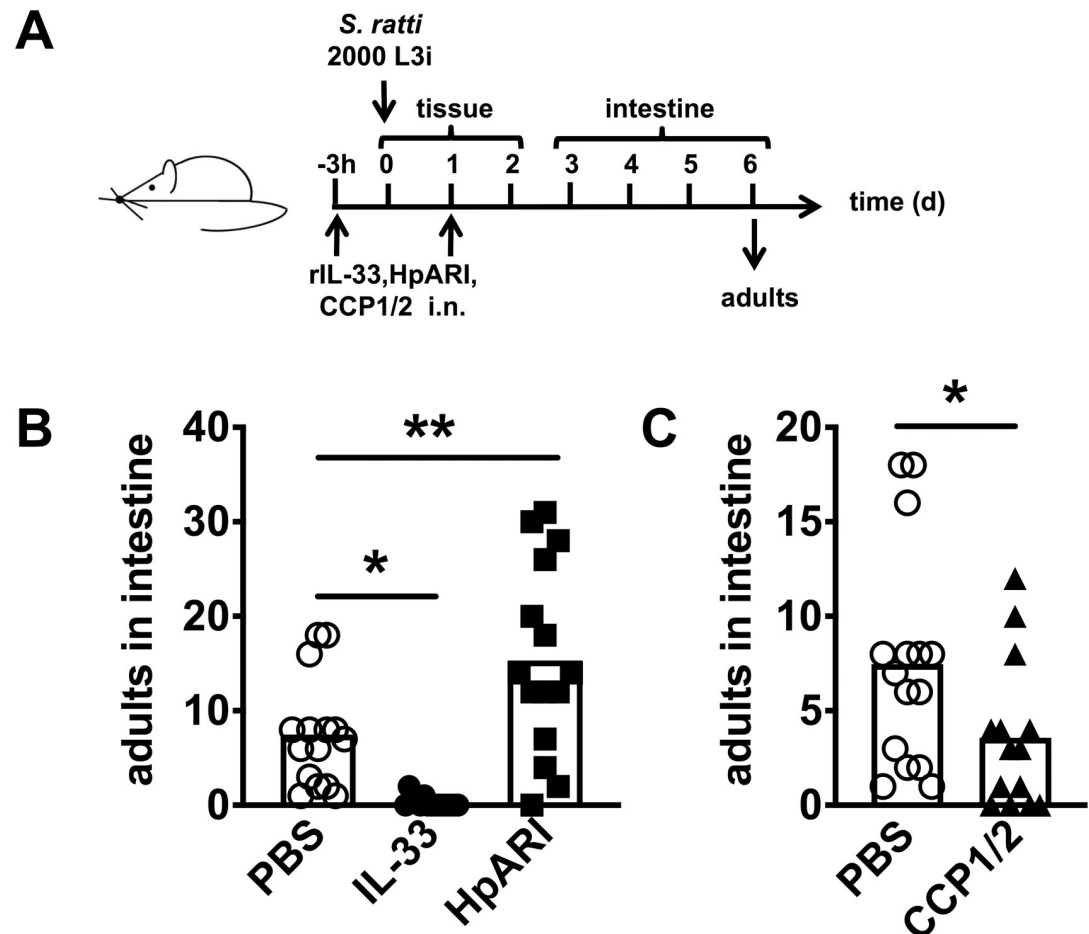 A
S. ratti
2000 L3i
tissue
intestine
-3h 0 1 2 3 4 5 6
time (d)
rIL-33,HpARI,
CCP1/2 i.n.
adults
B
**
*
adults in intestine
40
30
20
10
0
PBS
IL-33
HpARI
C
*
adults in intestine
20
15
10
5
0
PBS
CCP1/2